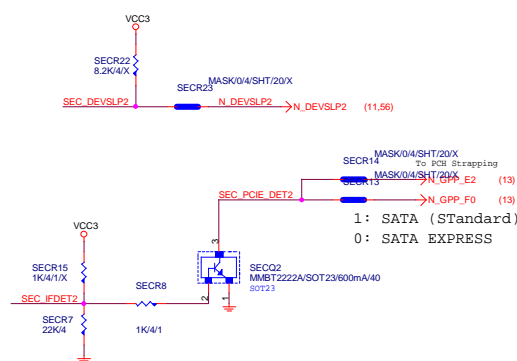 VCC3
SECR22
8.2K/4/X
MASK/0/4/SHT/20/X
SECR23
SEC_DEVSLP2
N_DEVSLP2
N_DEVSLP2 (11,56)
MASK/0/4/SHT/20/X
SECR14
To PCH Strapping
MASK/0/4/SHT/20/X
N_GPP_E2 (13)
SECR13
SEC_PCIE_DET2
N_GPP_F0 (13)
1: SATA (STandard)
0: SATA EXPRESS
VCC3
3
SECR15
1K/4/1/X
SECQ2
MMBT2222A/SOT23/600mA/40
SOT23
SECR8
SEC_IFDET2
2
1
SECR7
22K/4
1K/4/1